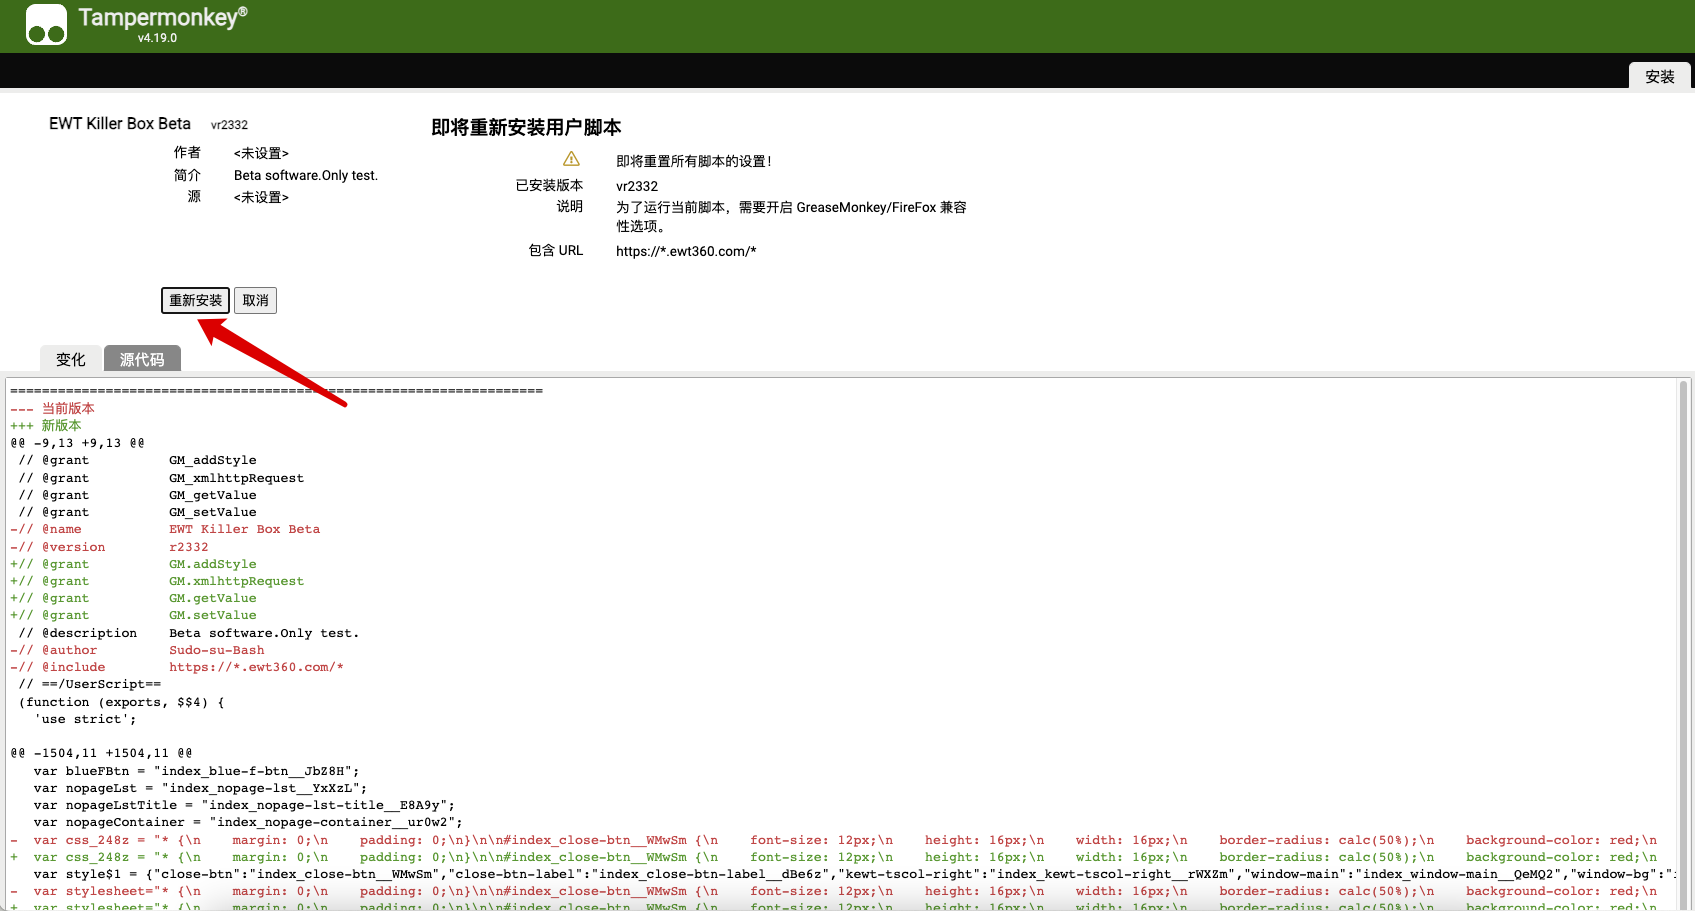 Tampermonkey®
v4.19.0
安装
EWT Killer Box Beta vr2332
作者 <未设置>
简介 Beta software.Only test.
源 <未设置>
即将重新安装用户脚本
即将重置所有脚本的设置!
已安装版本 vr2332
说明 为了运行当前脚本，需要开启 GreaseMonkey/FireFox 兼容
性选项。
包含 URL https://*.ewt360.com/*
重新安装 取消
变化 源代码
===================================================================
--- 当前版本
+++ 新版本
@@ -9,13 +9,13 @@
 // @grant          GM_addStyle
 // @grant          GM_xmlhttpRequest
 // @grant          GM_getValue
 // @grant          GM_setValue
-// @name           EWT Killer Box Beta
-// @version        r2332
+// @grant          GM.addStyle
+// @grant          GM.xmlhttpRequest
+// @grant          GM.getValue
+// @grant          GM.setValue
 // @description    Beta software.Only test.
-// @author         Sudo-su-Bash
-// @include        https://*.ewt360.com/*
 // ==/UserScript==
 (function (exports, $$4) {
   'use strict';
@@ -1504,11 +1504,11 @@
   var blueFBtn = "index_blue-f-btn__JbZ8H";
   var nopageLst = "index_nopage-lst__YxXzL";
   var nopageLstTitle = "index_nopage-lst-title__E8A9y";
   var nopageContainer = "index_nopage-container__ur0w2";
-  var css_248z = "* {\n    margin: 0;\n    padding: 0;\n}\n\n#index_close-btn__WMwSm {\n    font-size: 12px;\n    height: 16px;\n    width: 16px;\n    border-radius: calc(50%);\n    background-color: red;\n
+  var css_248z = "* {\n    margin: 0;\n    padding: 0;\n}\n\n#index_close-btn__WMwSm {\n    font-size: 12px;\n    height: 16px;\n    width: 16px;\n    border-radius: calc(50%);\n    background-color: red;\n
   var style$1 = {"close-btn":"index_close-btn__WMwSm","close-btn-label":"index_close-btn-label__dBe6z","kewt-tscol-right":"index_kewt-tscol-right__rWXZm","window-main":"index_window-main__QeMQ2","window-bg":"
-  var stylesheet="* {\n    margin: 0;\n    padding: 0;\n}\n\n#index_close-btn__WMwSm {\n    font-size: 12px;\n    height: 16px;\n    width: 16px;\n    border-radius: calc(50%);\n    background-color: red;\n
+  var stylesheet="* {\n    margin: 0;\n    padding: 0;\n}\n\n#index_close-btn__WMwSm {\n    font-size: 12px;\n    height: 16px;\n    width: 16px;\n    border-radius: calc(50%);\n    background-color: red;\n